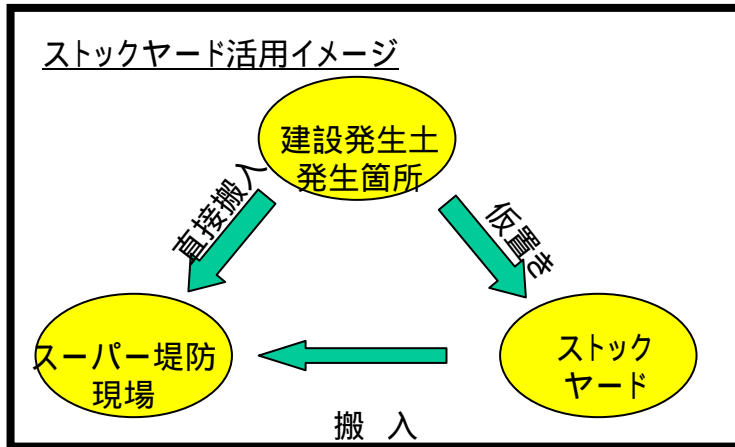 ストックヤード活用イメージ
建設発生土
発生箇所
直接搬入
仮置き
スーパー堤防
現場
ストック
ヤード
搬 入